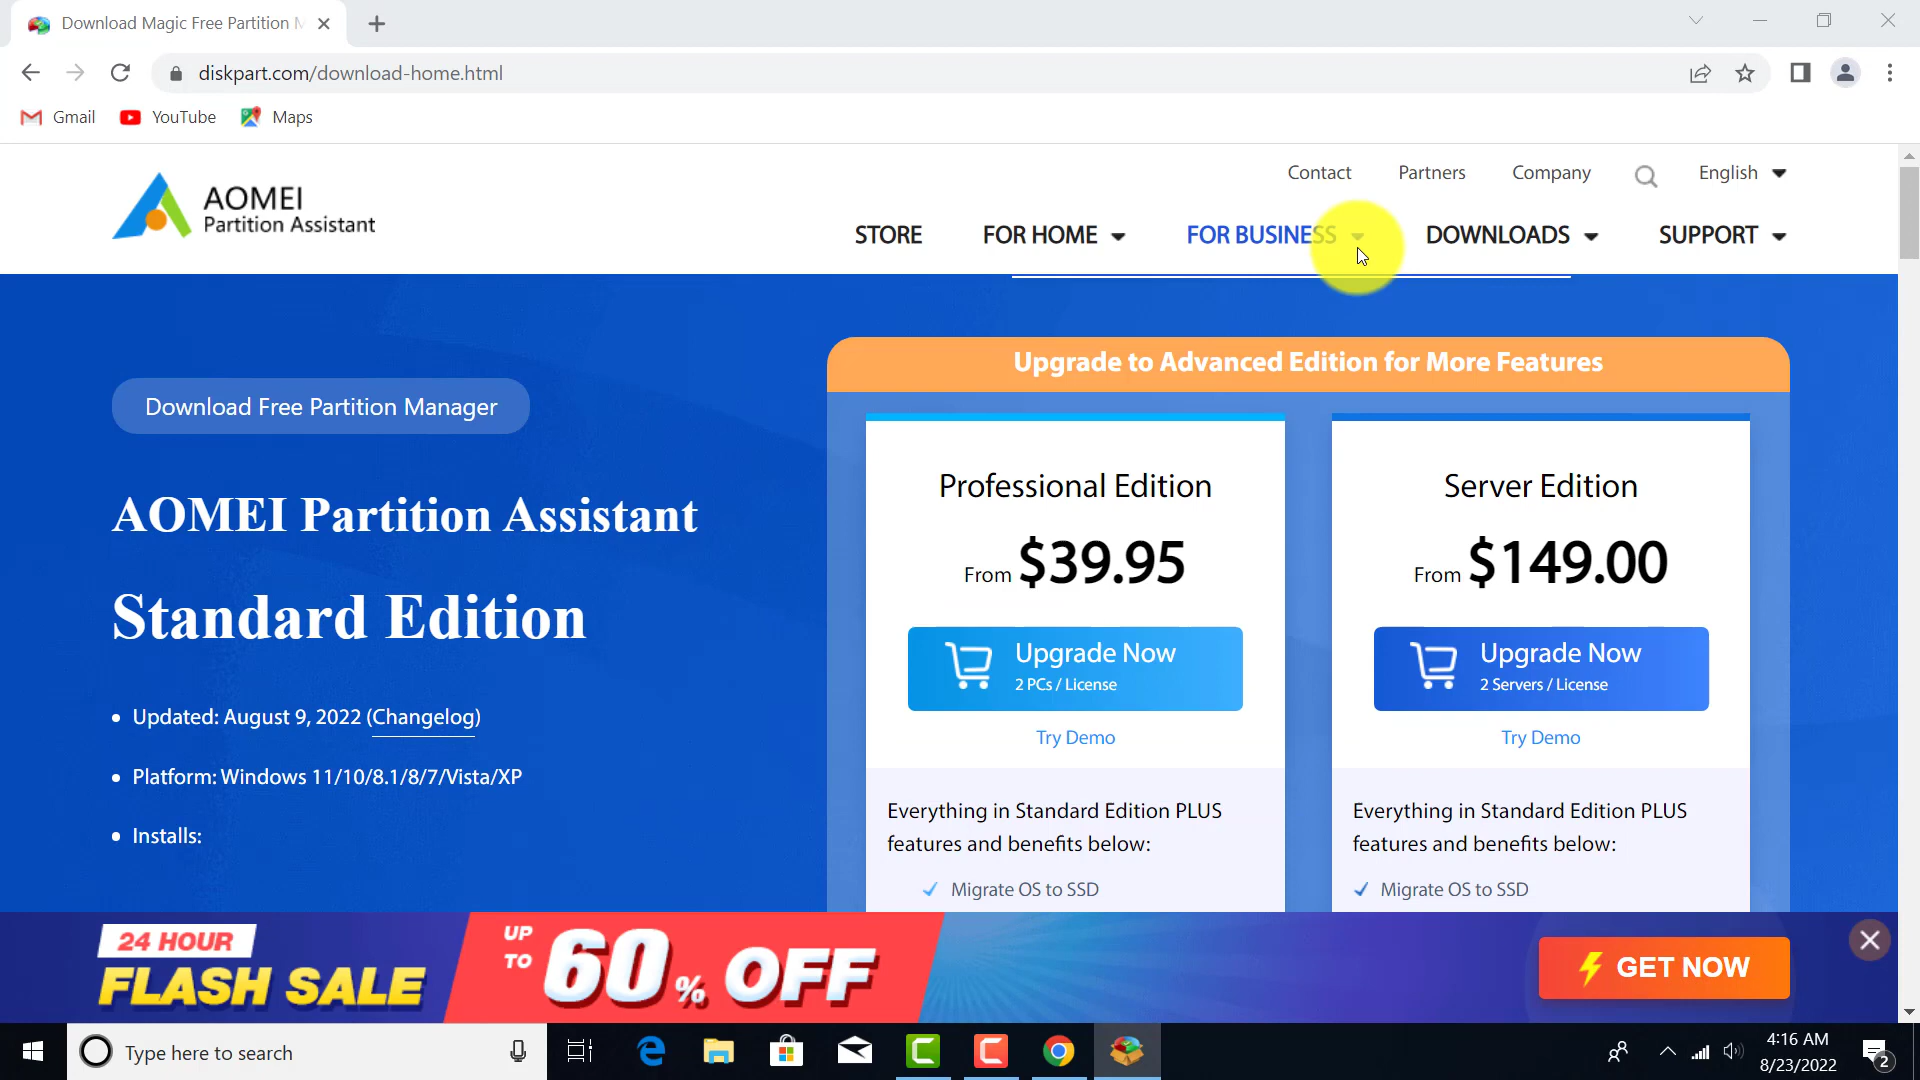 Download Magic Free Partition M
diskpart.com/download-home.html
Gmail
YouTube
Maps
AOMEI
Partition Assistant
Contact
Partners
Company
English
STORE
FOR HOME
FOR BUSINESS
DOWNLOADS
SUPPORT
Download Free Partition Manager
AOMEI Partition Assistant
Standard Edition
Updated: August 9, 2022 (Changelog)
Platform: Windows 11/10/8.1/8/7/Vista/XP
Installs:
Upgrade to Advanced Edition for More Features
Professional Edition
From $39.95
Upgrade Now
2 PCs / License
Try Demo
Everything in Standard Edition PLUS
features and benefits below:
Migrate OS to SSD
Server Edition
From $149.00
Upgrade Now
2 Servers / License
Try Demo
Everything in Standard Edition PLUS
features and benefits below:
Migrate OS to SSD
24 HOUR
FLASH SALE
UP
TO
60% OFF
GET NOW
Type here to search
4:16 AM
8/23/2022
2